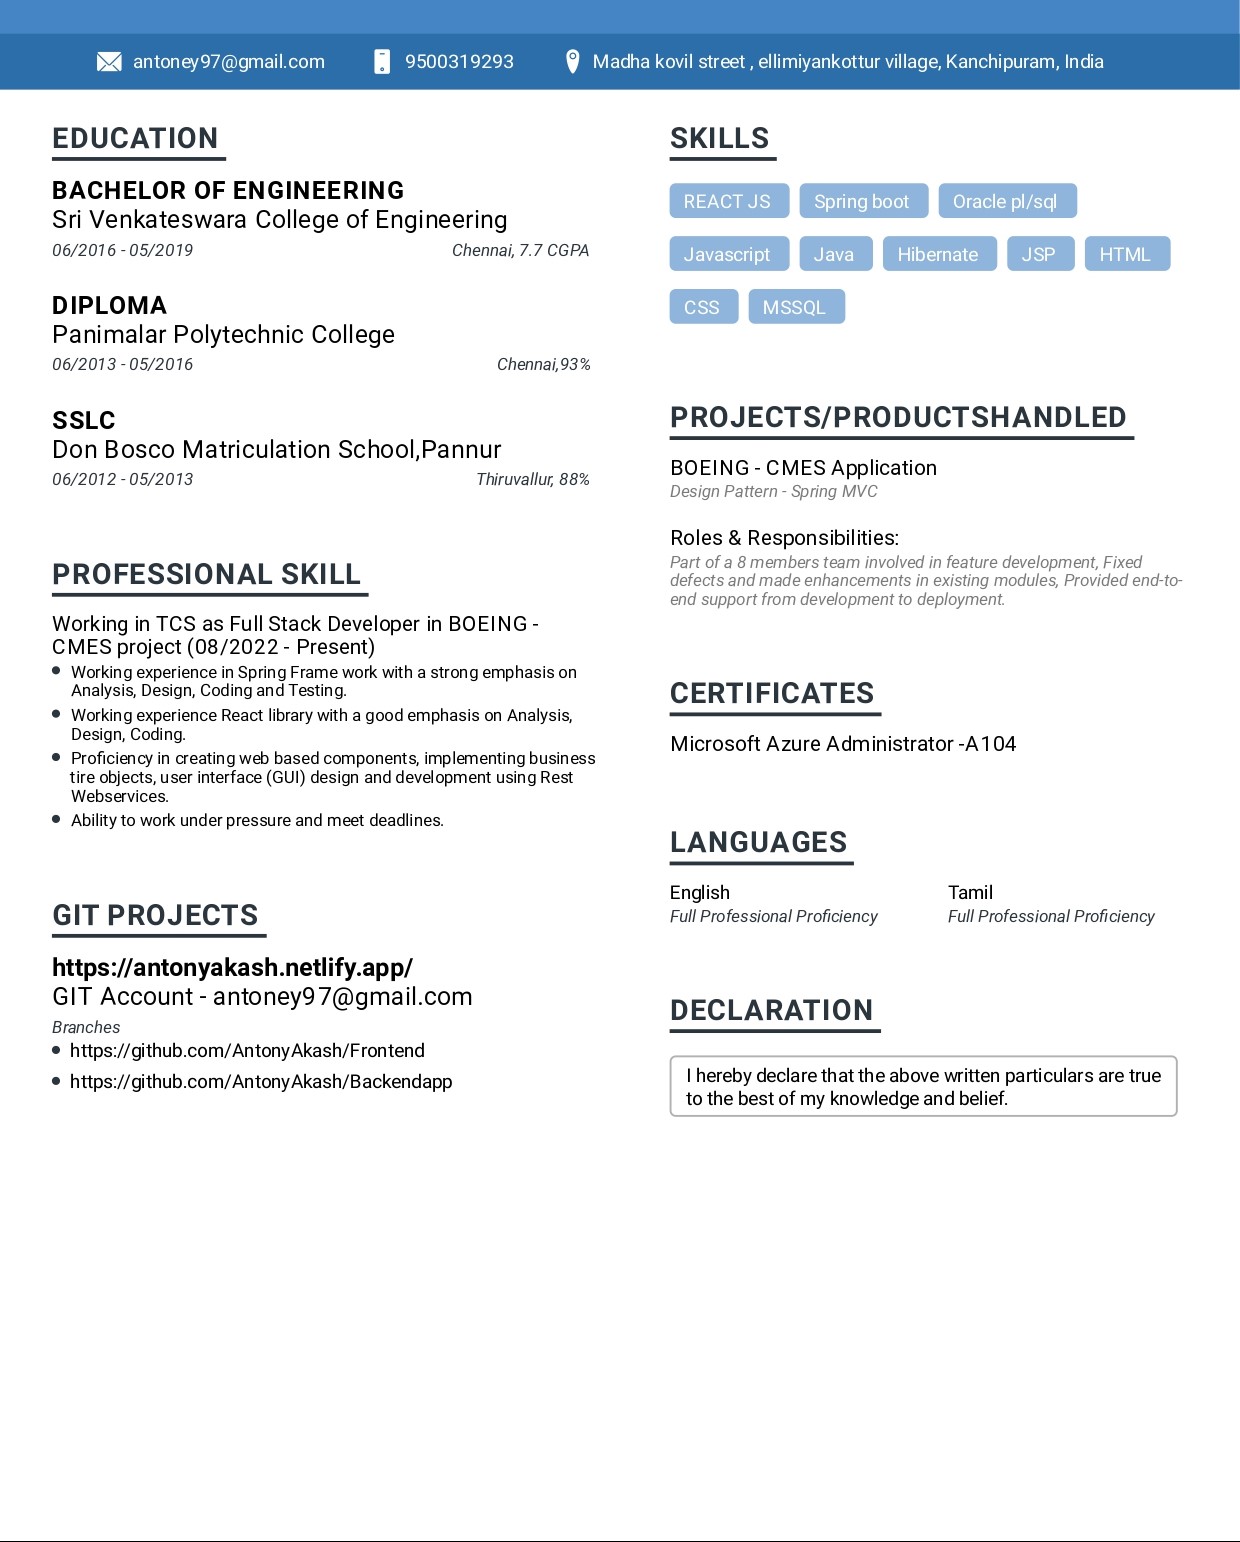 antoney97@gmail.com 9500319293 Madha kovil street , ellimiyankottur village, Kanchipuram, India
EDUCATION
BACHELOR OF ENGINEERING
Sri Venkateswara College of Engineering
06/2016 - 05/2019 Chennai, 7.7 CGPA
DIPLOMA
Panimalar Polytechnic College
06/2013 - 05/2016 Chennai,93%
SSLC
Don Bosco Matriculation School,Pannur
06/2012 - 05/2013 Thiruvallur, 88%
PROFESSIONAL SKILL
Working in TCS as Full Stack Developer in BOEING -
CMES project (08/2022 - Present)
Working experience in Spring Frame work with a strong emphasis on
Analysis, Design, Coding and Testing.
Working experience React library with a good emphasis on Analysis,
Design, Coding.
Proficiency in creating web based components, implementing business
tire objects, user interface (GUI) design and development using Rest
Webservices.
Ability to work under pressure and meet deadlines.
GIT PROJECTS
https://antonyakash.netlify.app/
GIT Account - antoney97@gmail.com
Branches
https://github.com/AntonyAkash/Frontend
https://github.com/AntonyAkash/Backendapp
SKILLS
REACT JS Spring boot Oracle pl/sql
Javascript Java Hibernate JSP HTML
CSS MSSQL
PROJECTS/PRODUCTSHANDLED
BOEING - CMES Application
Design Pattern - Spring MVC
Roles & Responsibilities:
Part of a 8 members team involved in feature development, Fixed
defects and made enhancements in existing modules, Provided end-to-
end support from development to deployment.
CERTIFICATES
Microsoft Azure Administrator -A104
LANGUAGES
English Tamil
Full Professional Proficiency Full Professional Proficiency
DECLARATION
I hereby declare that the above written particulars are true
to the best of my knowledge and belief.